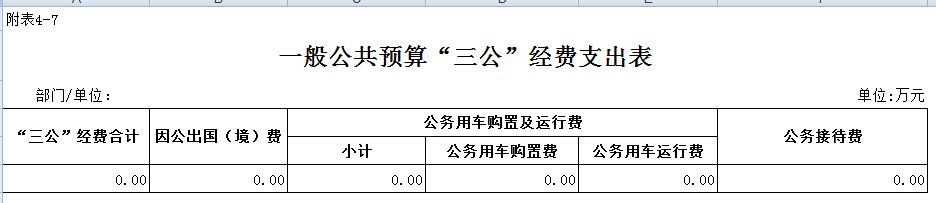 附表4-7
一般公共预算“三公”经费支出表
部门/单位： 单位:万元
“三公”经费合计 因公出国（境）费 公务用车购置及运行费 公务接待费
小计 公务用车购置费 公务用车运行费
0.00 0.00 0.00 0.00 0.00 0.00